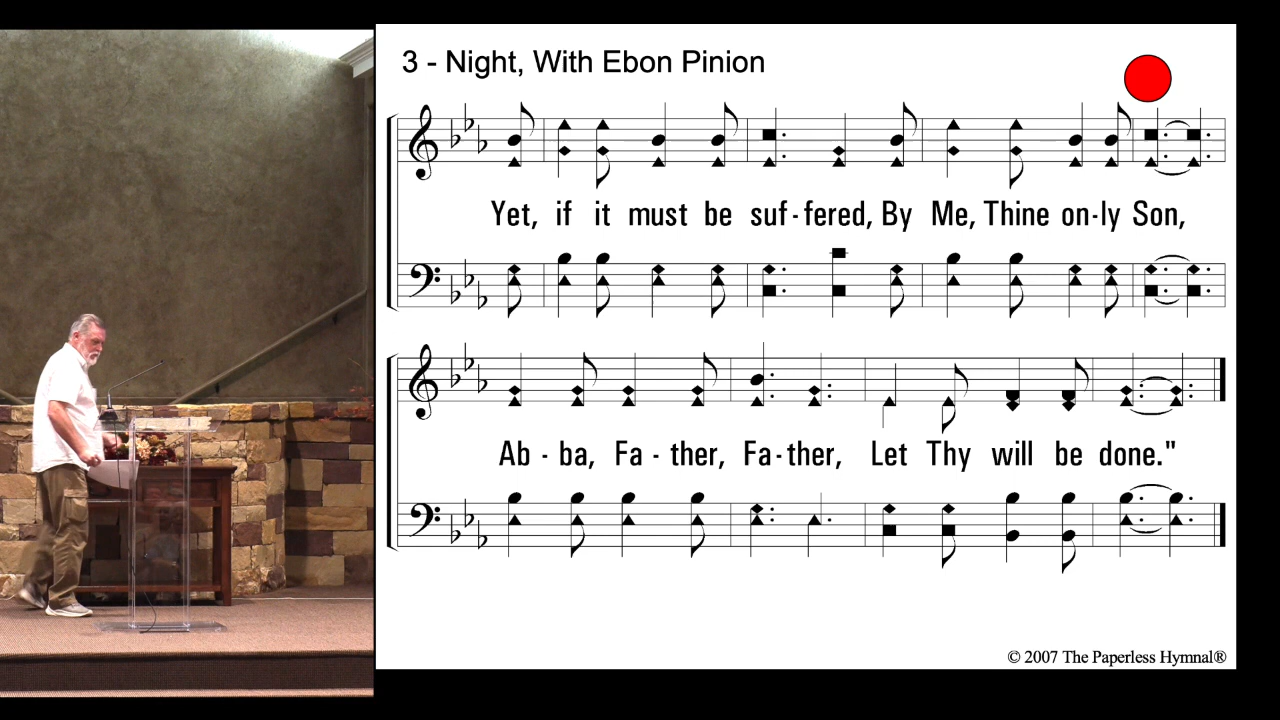 3 - Night, With Ebon Pinion
Yet, if it must be suf - fered, By Me, Thine on - ly Son,
Ab - ba, Fa - ther, Fa - ther, Let Thy will be done."
© 2007 The Paperless Hymnal®